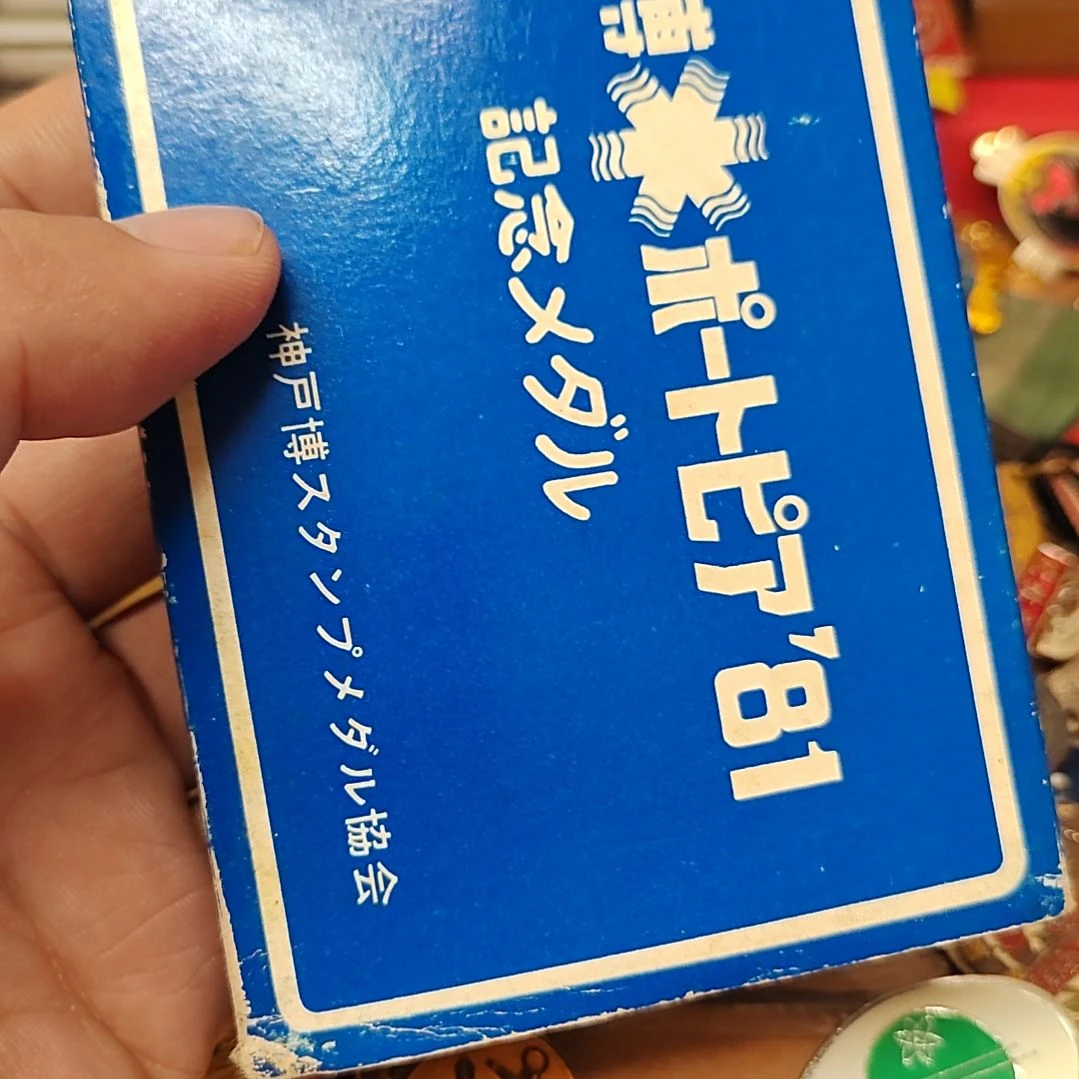 博 ポートピア'81
記念メダル
神戸博スタンプメダル協会